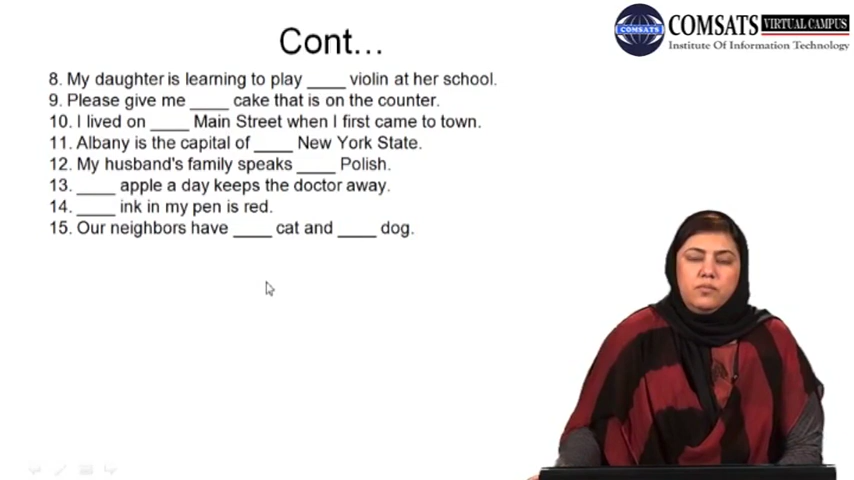 Cont...
COMSATS VIRTUAL CAMPUS
Institute Of Information Technology
8. My daughter is learning to play ____ violin at her school.
9. Please give me ____ cake that is on the counter.
10. I lived on ____ Main Street when I first came to town.
11. Albany is the capital of ____ New York State.
12. My husband's family speaks ____ Polish.
13. ____ apple a day keeps the doctor away.
14. ____ ink in my pen is red.
15. Our neighbors have ____ cat and ____ dog.